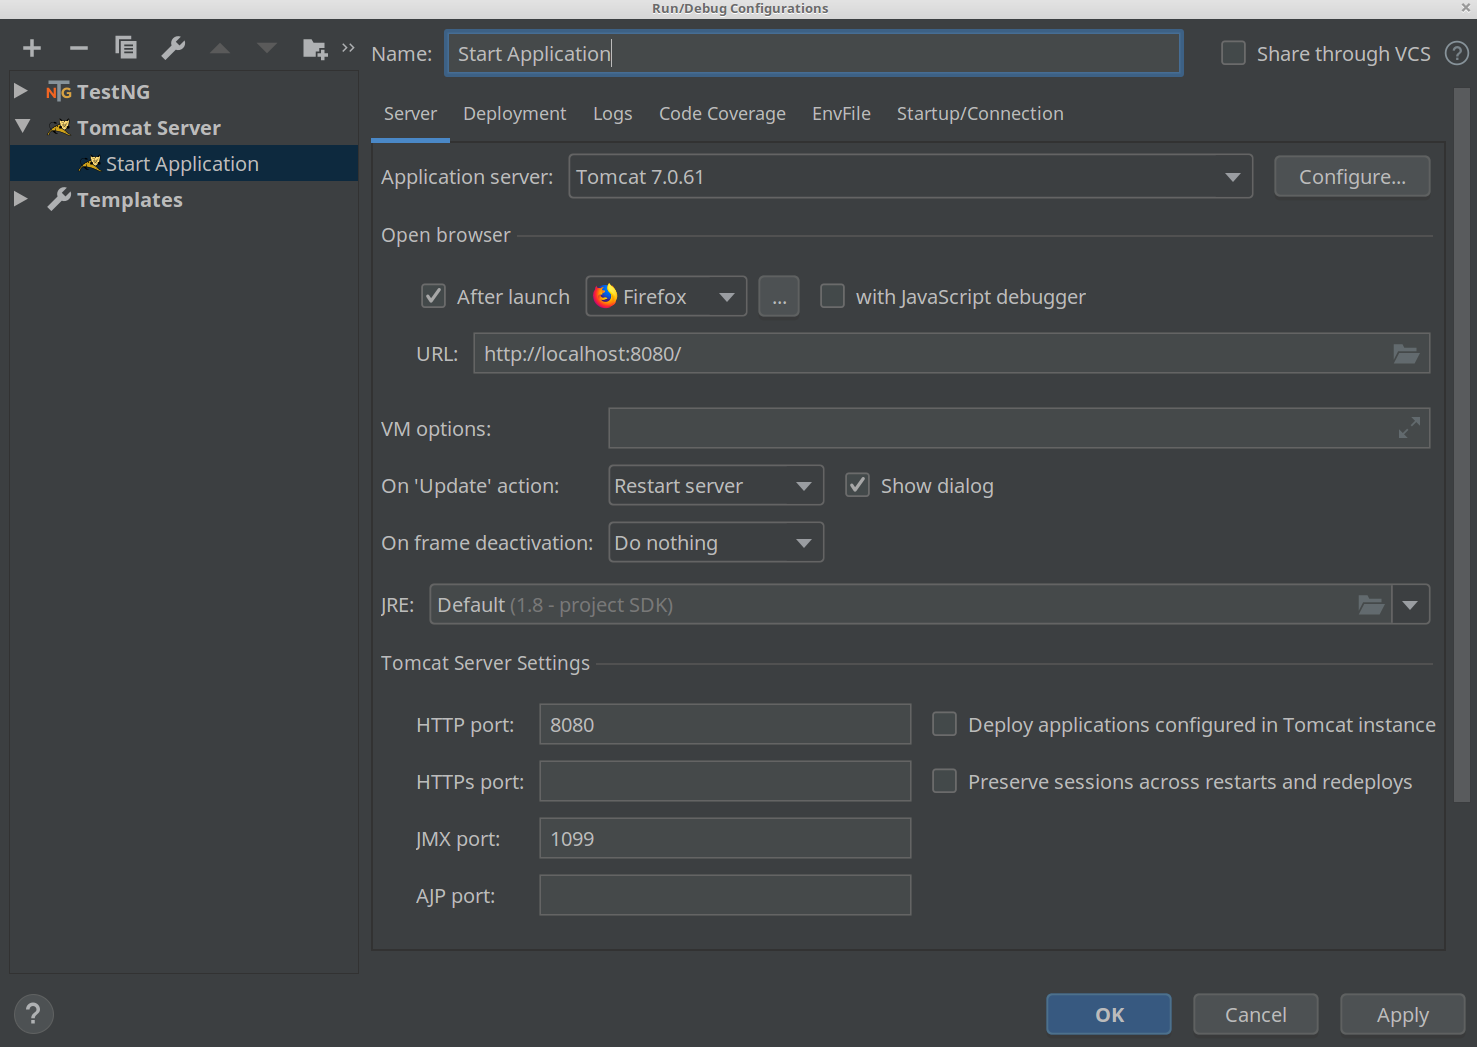 Run/Debug Configurations
Name: Start Application Share through VCS ?
NTG TestNG
Tomcat Server
Start Application
Templates
Server Deployment Logs Code Coverage EnvFile Startup/Connection
Application server: Tomcat 7.0.61 Configure...
Open browser
After launch Firefox ... with JavaScript debugger
URL: http://localhost:8080/
VM options:
On 'Update' action: Restart server Show dialog
On frame deactivation: Do nothing
JRE: Default (1.8 - project SDK)
Tomcat Server Settings
HTTP port: 8080 Deploy applications configured in Tomcat instance
HTTPs port: Preserve sessions across restarts and redeploys
JMX port: 1099
AJP port:
? OK Cancel Apply